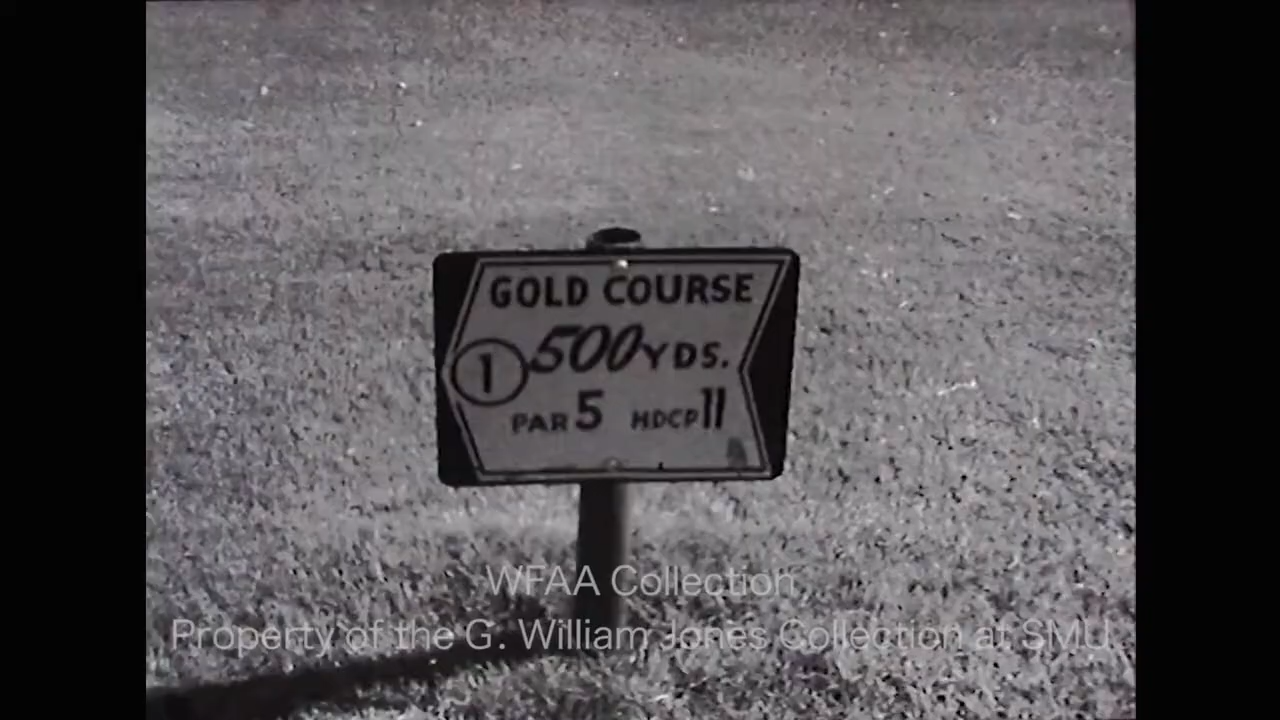 GOLD COURSE
1 500 YDS.
PAR 5 HDCP 11
WFAA Collection
Property of the G. William Jones Collection at SMU